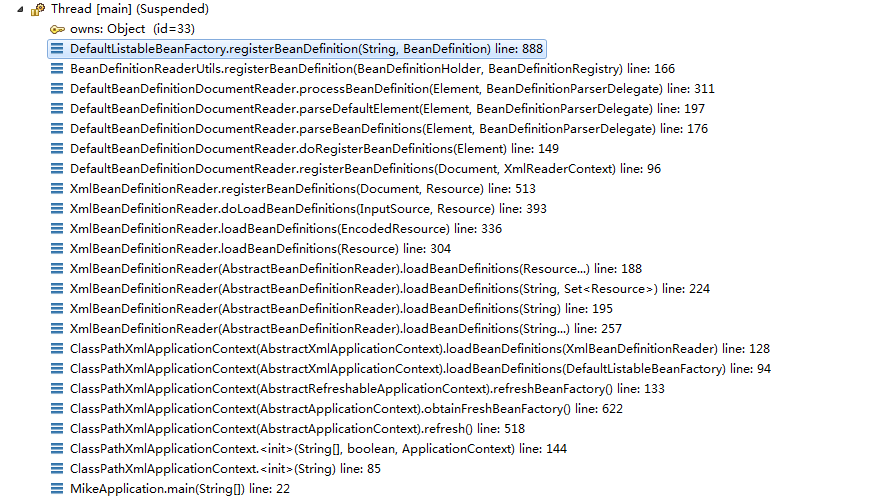 Thread [main] (Suspended)
owns: Object  (id=33)
DefaultListableBeanFactory.registerBeanDefinition(String, BeanDefinition) line: 888
BeanDefinitionReaderUtils.registerBeanDefinition(BeanDefinitionHolder, BeanDefinitionRegistry) line: 166
DefaultBeanDefinitionDocumentReader.processBeanDefinition(Element, BeanDefinitionParserDelegate) line: 311
DefaultBeanDefinitionDocumentReader.parseDefaultElement(Element, BeanDefinitionParserDelegate) line: 197
DefaultBeanDefinitionDocumentReader.parseBeanDefinitions(Element, BeanDefinitionParserDelegate) line: 176
DefaultBeanDefinitionDocumentReader.doRegisterBeanDefinitions(Element) line: 149
DefaultBeanDefinitionDocumentReader.registerBeanDefinitions(Document, XmlReaderContext) line: 96
XmlBeanDefinitionReader.registerBeanDefinitions(Document, Resource) line: 513
XmlBeanDefinitionReader.doLoadBeanDefinitions(InputSource, Resource) line: 393
XmlBeanDefinitionReader.loadBeanDefinitions(EncodedResource) line: 336
XmlBeanDefinitionReader.loadBeanDefinitions(Resource) line: 304
XmlBeanDefinitionReader(AbstractBeanDefinitionReader).loadBeanDefinitions(Resource...) line: 188
XmlBeanDefinitionReader(AbstractBeanDefinitionReader).loadBeanDefinitions(String, Set<Resource>) line: 224
XmlBeanDefinitionReader(AbstractBeanDefinitionReader).loadBeanDefinitions(String) line: 195
XmlBeanDefinitionReader(AbstractBeanDefinitionReader).loadBeanDefinitions(String...) line: 257
ClassPathXmlApplicationContext(AbstractXmlApplicationContext).loadBeanDefinitions(XmlBeanDefinitionReader) line: 128
ClassPathXmlApplicationContext(AbstractXmlApplicationContext).loadBeanDefinitions(DefaultListableBeanFactory) line: 94
ClassPathXmlApplicationContext(AbstractRefreshableApplicationContext).refreshBeanFactory() line: 133
ClassPathXmlApplicationContext(AbstractApplicationContext).obtainFreshBeanFactory() line: 622
ClassPathXmlApplicationContext(AbstractApplicationContext).refresh() line: 518
ClassPathXmlApplicationContext.<init>(String[], boolean, ApplicationContext) line: 144
ClassPathXmlApplicationContext.<init>(String) line: 85
MikeApplication.main(String[]) line: 22